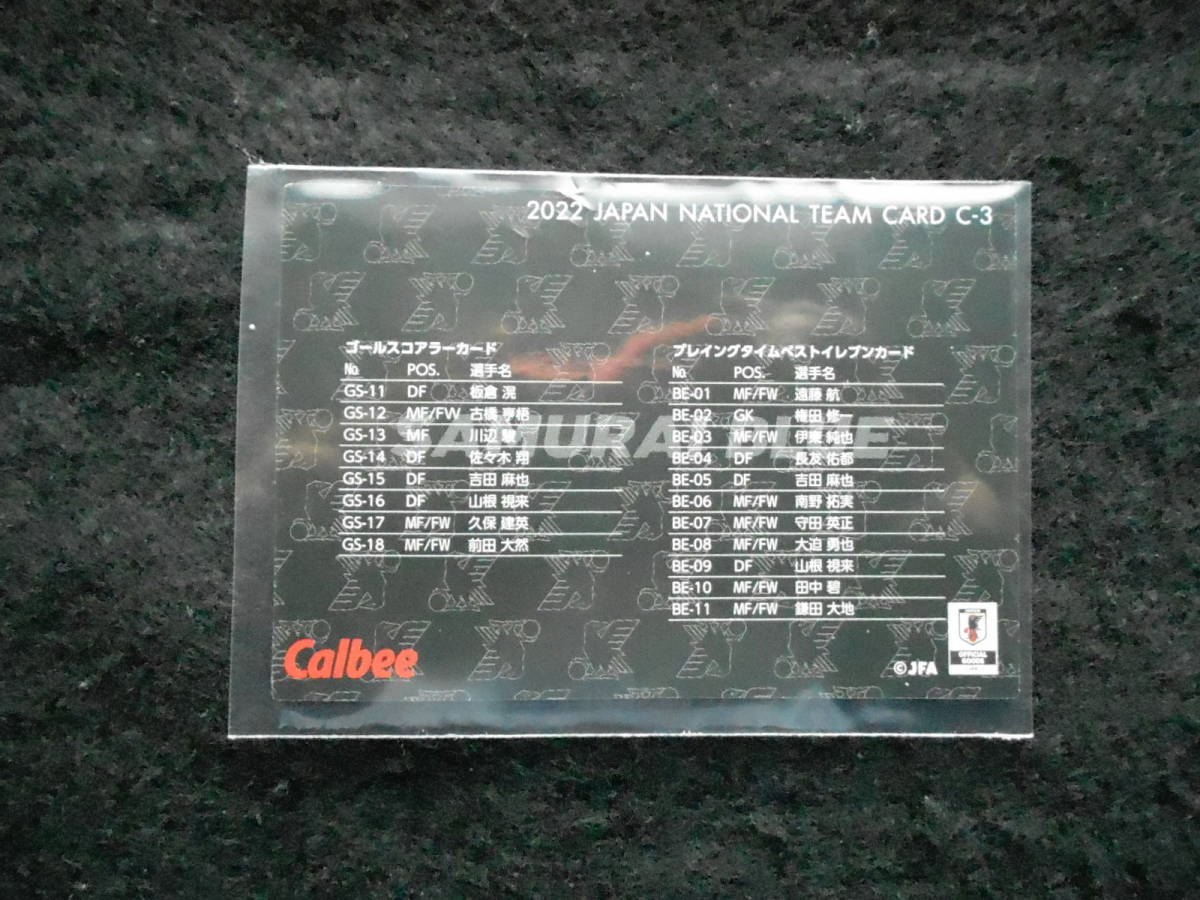 2022 JAPAN NATIONAL TEAM CARD C-3
ゴールスコアラーカード
No. POS. 選手名
GS-11 DF 板倉 滉
GS-12 MF/FW 古橋 亨梧
GS-13 MF 川辺 駿
GS-14 DF 佐々木 翔
GS-15 DF 吉田 麻也
GS-16 DF 山根 視来
GS-17 MF/FW 久保 建英
GS-18 MF/FW 前田 大然
プレイングタイムベストイレブンカード
No. POS. 選手名
BE-01 MF/FW 遠藤 航
BE-02 GK 権田 修一
BE-03 MF/FW 伊東 純也
BE-04 DF 長友 佑都
BE-05 DF 吉田 麻也
BE-06 MF/FW 南野 拓実
BE-07 MF/FW 守田 英正
BE-08 MF/FW 大迫 勇也
BE-09 DF 山根 視来
BE-10 MF/FW 田中 碧
BE-11 MF/FW 鎌田 大地
SAMURAI BLUE
Calbee
©JFA
OFFICIAL
GOODS